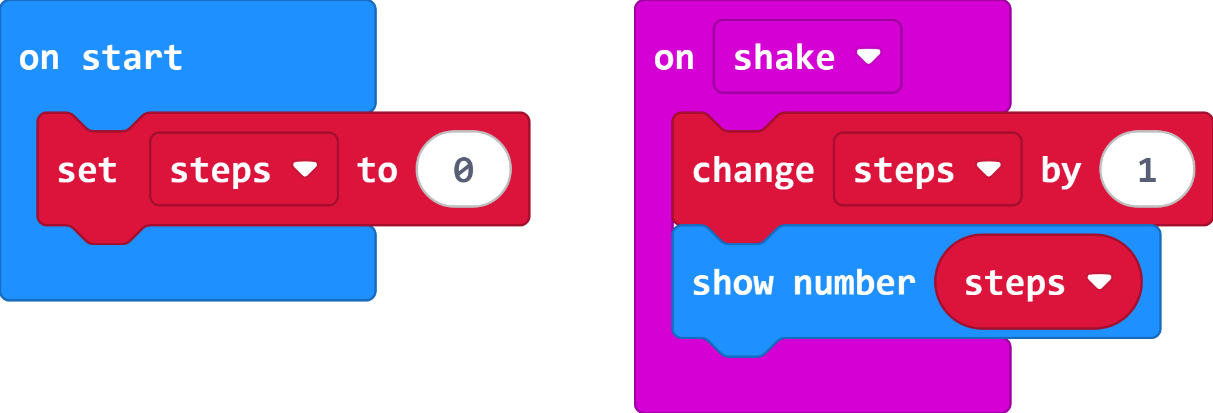 on start
set steps to 0
on shake
change steps by 1
show number steps